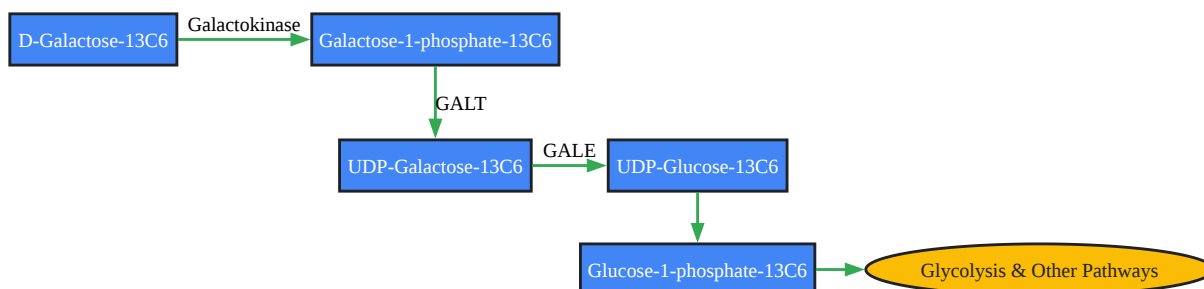 Galactokinase
D-Galactose-13C6
Galactose-1-phosphate-13C6
GALT
GALE
UDP-Galactose-13C6
UDP-Glucose-13C6
Glucose-1-phosphate-13C6
Glycolysis & Other Pathways